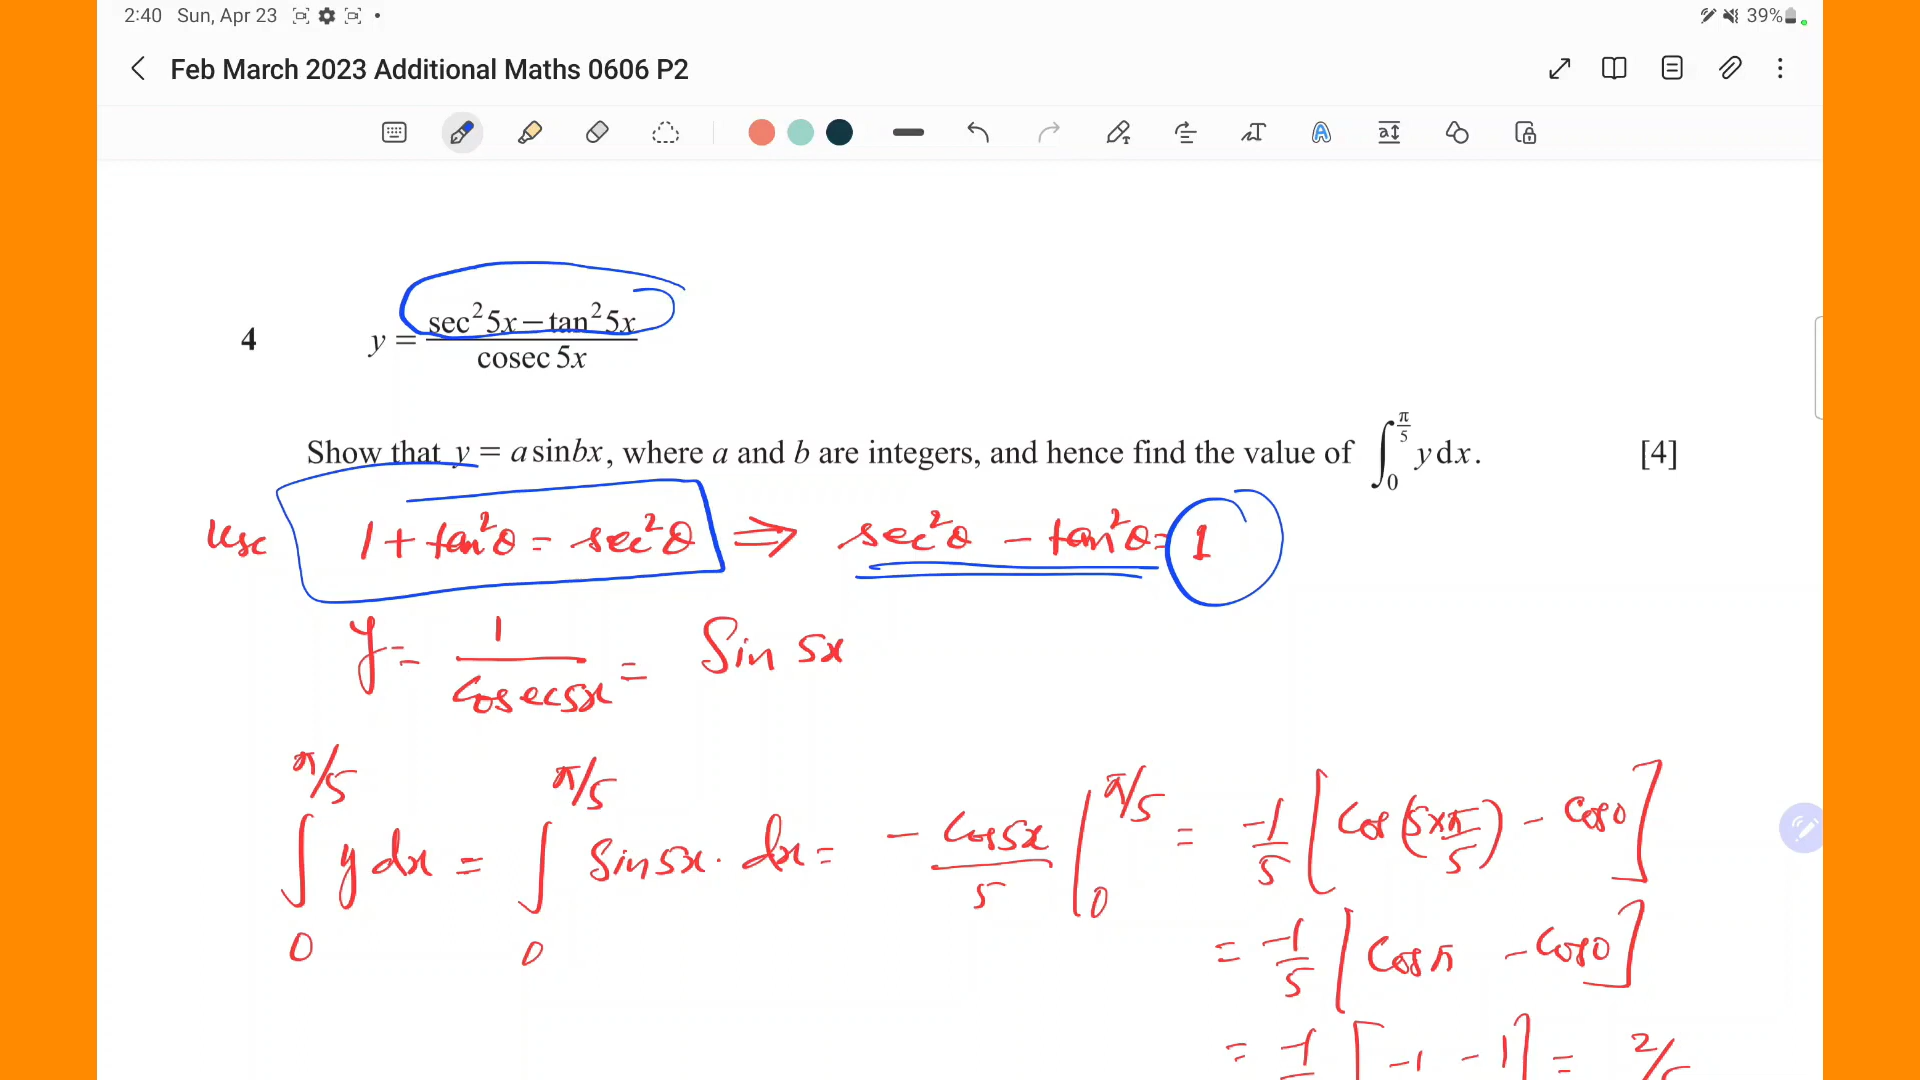 2:40 Sun, Apr 23 39%
Feb March 2023 Additional Maths 0606 P2
4 y = (sec²5x − tan²5x) / cosec 5x
Show that y = a sin bx, where a and b are integers, and hence find the value of ∫₀^(π/5) y dx. [4]
Use 1 + tan²θ = sec²θ ⇒ sec²θ − tan²θ = 1
y = 1/cosec5x = Sin 5x
∫₀^(π/5) y dx = ∫₀^(π/5) Sin 5x · dx = − cos5x/5 |₀^(π/5) = −1/5 [cos(5×π/5) − cos0]
= −1/5 [cos π − cos0]
= −1 [−1 −1] = 2/5